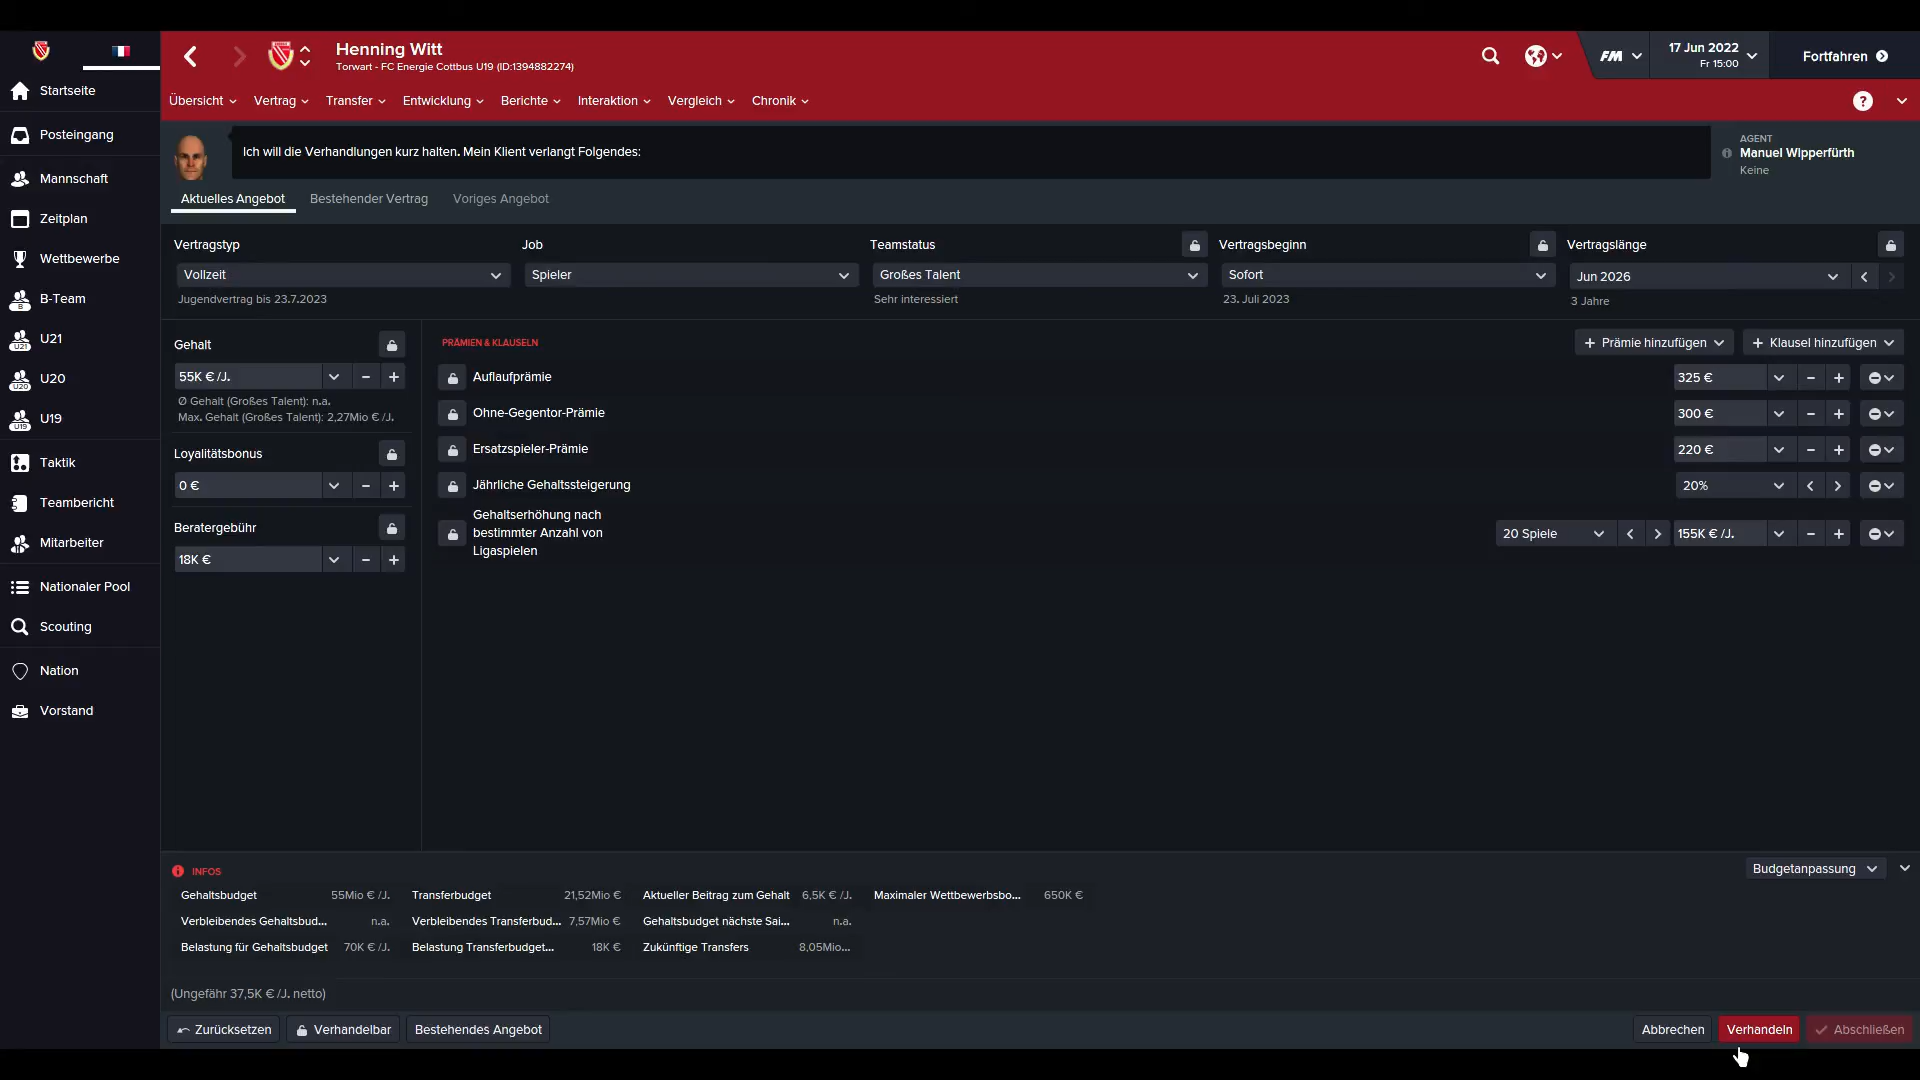 Henning Witt
Torwart - FC Energie Cottbus U19 (ID:1394882274)
FM
17 Jun 2022
Fr 15:00
Fortfahren
Startseite
Posteingang
Mannschaft
Zeitplan
Wettbewerbe
B-Team
U21
U20
U19
Taktik
Teambericht
Mitarbeiter
Nationaler Pool
Scouting
Nation
Vorstand
Übersicht Vertrag Transfer Entwicklung Berichte Interaktion Vergleich Chronik
?
Ich will die Verhandlungen kurz halten. Mein Klient verlangt Folgendes:
AGENT
Manuel Wipperfürth
Keine
Aktuelles Angebot Bestehender Vertrag Voriges Angebot
Vertragstyp
Vollzeit
Jugendvertrag bis 23.7.2023
Job
Spieler
Teamstatus
Großes Talent
Sehr interessiert
Vertragsbeginn
Sofort
23. Juli 2023
Vertragslänge
Jun 2026
3 Jahre
Gehalt
55K € /J.
Ø Gehalt (Großes Talent): n.a.
Max. Gehalt (Großes Talent): 2,27Mio € /J.
Loyalitätsbonus
0 €
Beratergebühr
18K €
PRÄMIEN & KLAUSELN
Prämie hinzufügen Klausel hinzufügen
Auflaufprämie 325 €
Ohne-Gegentor-Prämie 300 €
Ersatzspieler-Prämie 220 €
Jährliche Gehaltssteigerung 20%
Gehaltserhöhung nach
bestimmter Anzahl von
Ligaspielen
20 Spiele 155K € /J.
INFOS
Budgetanpassung
Gehaltsbudget 55Mio € /J. Transferbudget 21,52Mio € Aktueller Beitrag zum Gehalt 6,5K € /J. Maximaler Wettbewerbsbo... 650K €
Verbleibendes Gehaltsbud... n.a. Verbleibendes Transferbud... 7,57Mio € Gehaltsbudget nächste Sai... n.a.
Belastung für Gehaltsbudget 70K € /J. Belastung Transferbudget... 18K € Zukünftige Transfers 8,05Mio...
(Ungefähr 37,5K € /J. netto)
Zurücksetzen Verhandelbar Bestehendes Angebot Abbrechen Verhandeln Abschließen